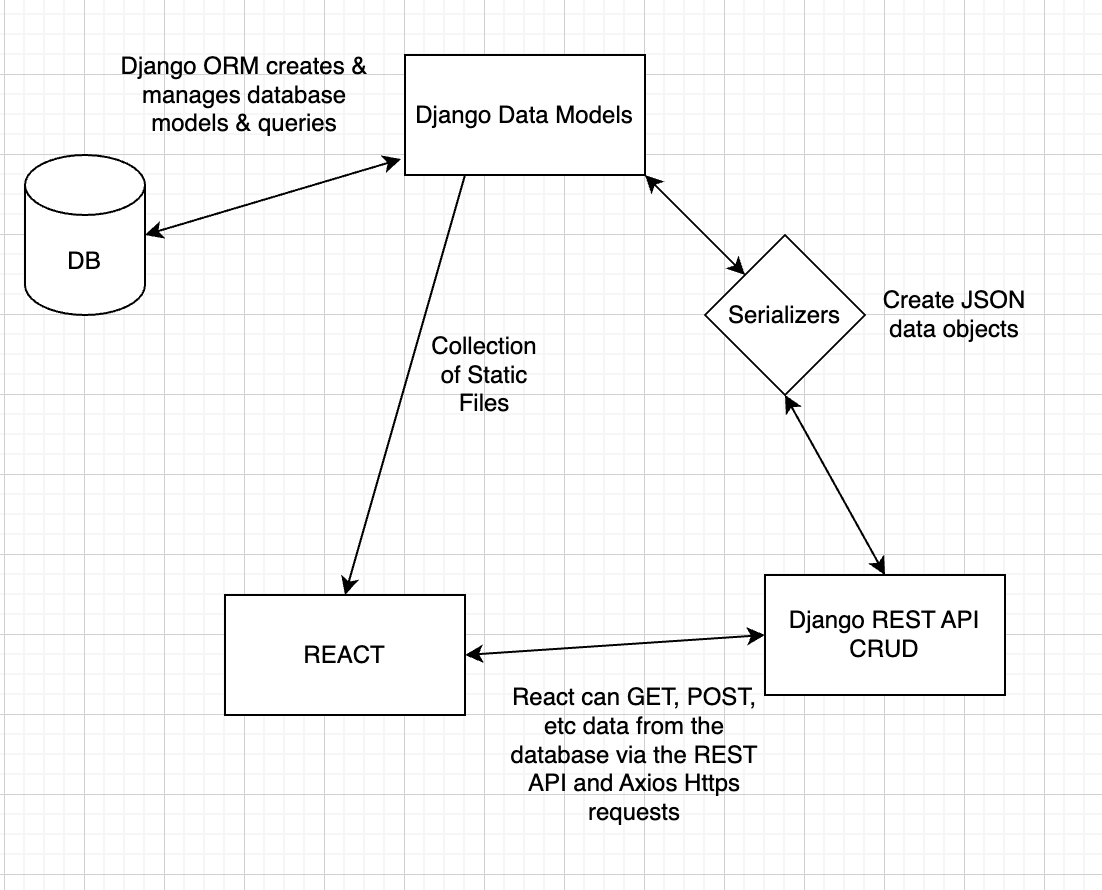 Django ORM creates &
manages database
models & queries
Django Data Models
DB
Serializers
Create JSON
data objects
Collection
of Static
Files
REACT
Django REST API
CRUD
React can GET, POST,
etc data from the
database via the REST
API and Axios Https
requests